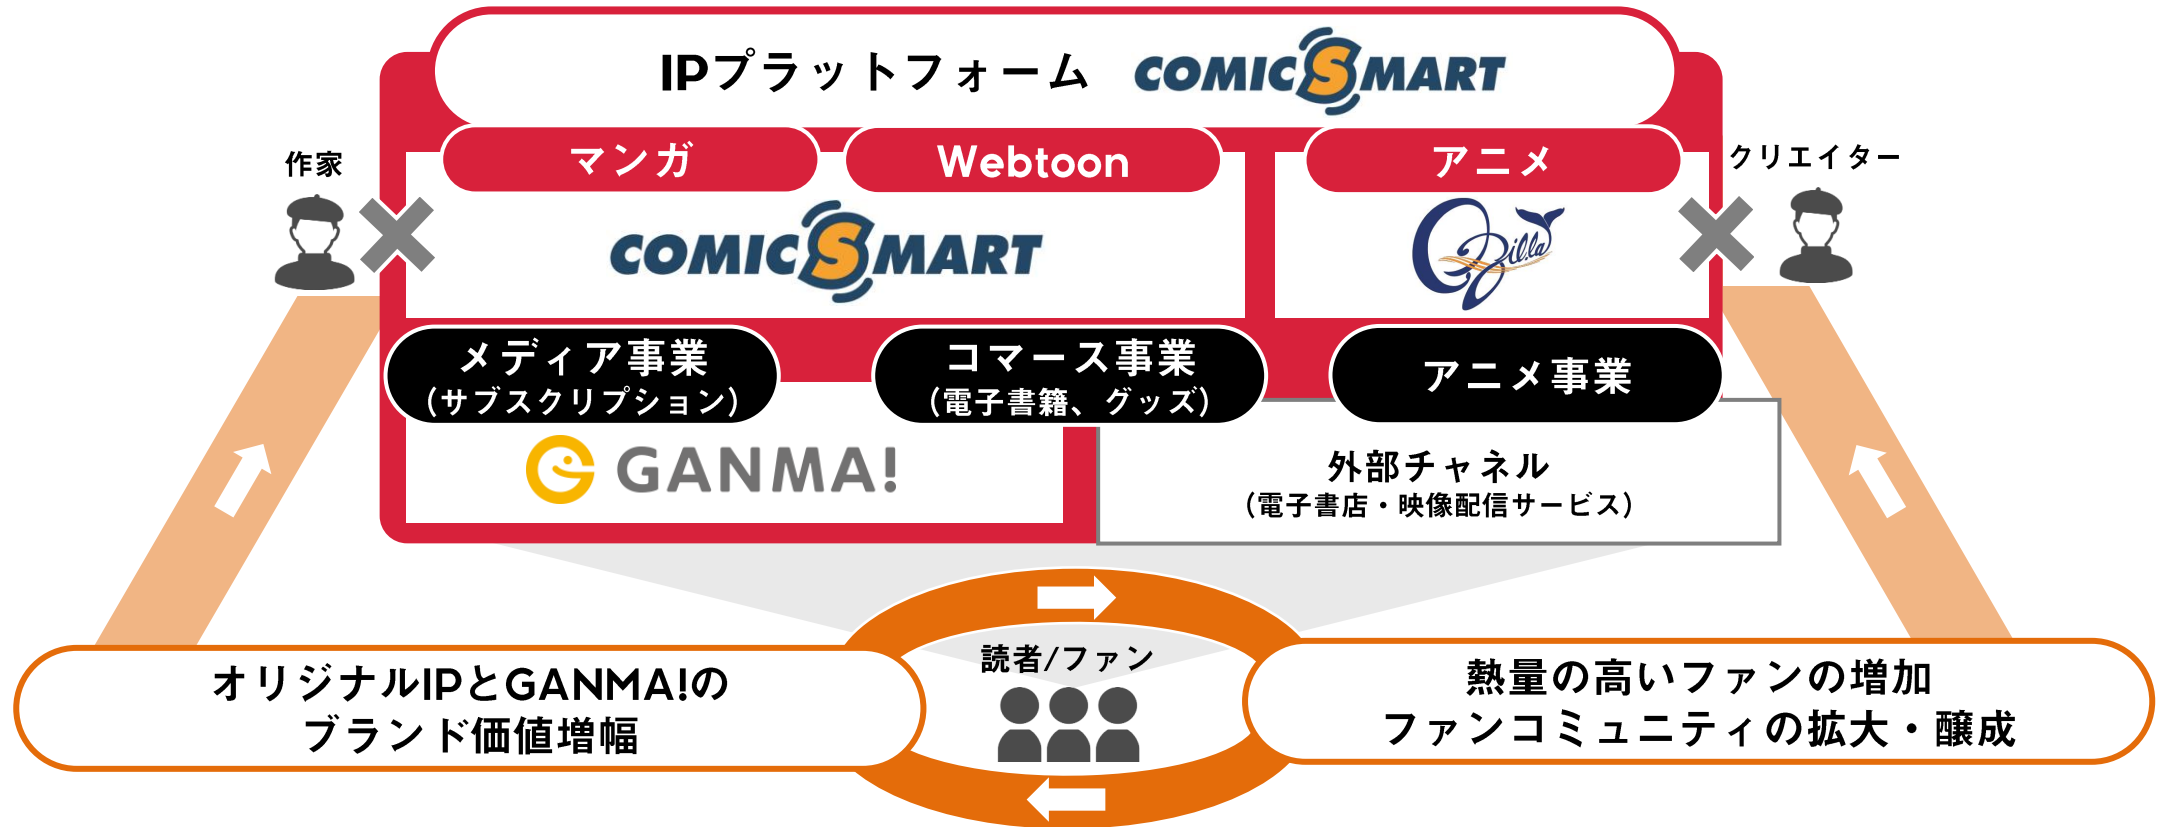 IPプラットフォーム COMICSMART
作家
マンガ
Webtoon
アニメ
クリエイター
COMICSMART
Qzil.la
メディア事業
(サブスクリプション)
コマース事業
(電子書籍、グッズ)
アニメ事業
GANMA!
外部チャネル
(電子書店・映像配信サービス)
読者/ファン
オリジナルIPとGANMA!の
ブランド価値増幅
熱量の高いファンの増加
ファンコミュニティの拡大・醸成